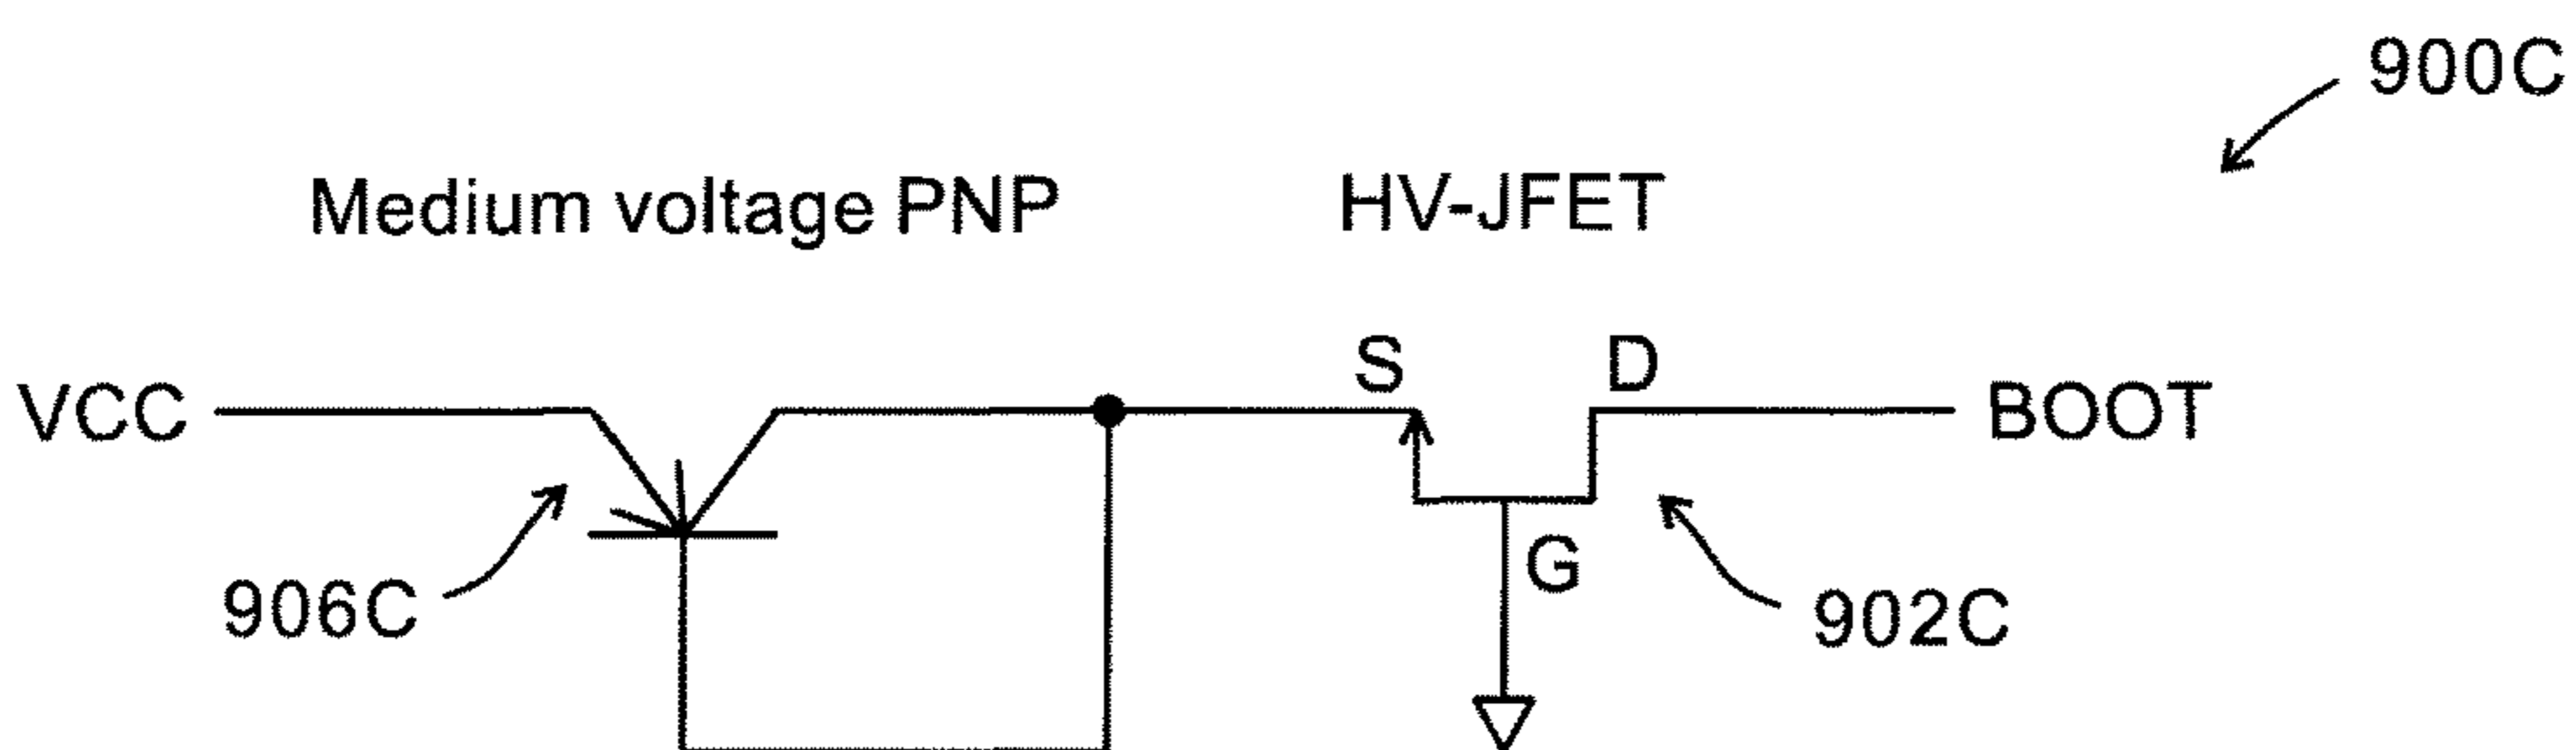 900C
Medium voltage PNP
HV-JFET
S
D
VCC
BOOT
G
906C
902C